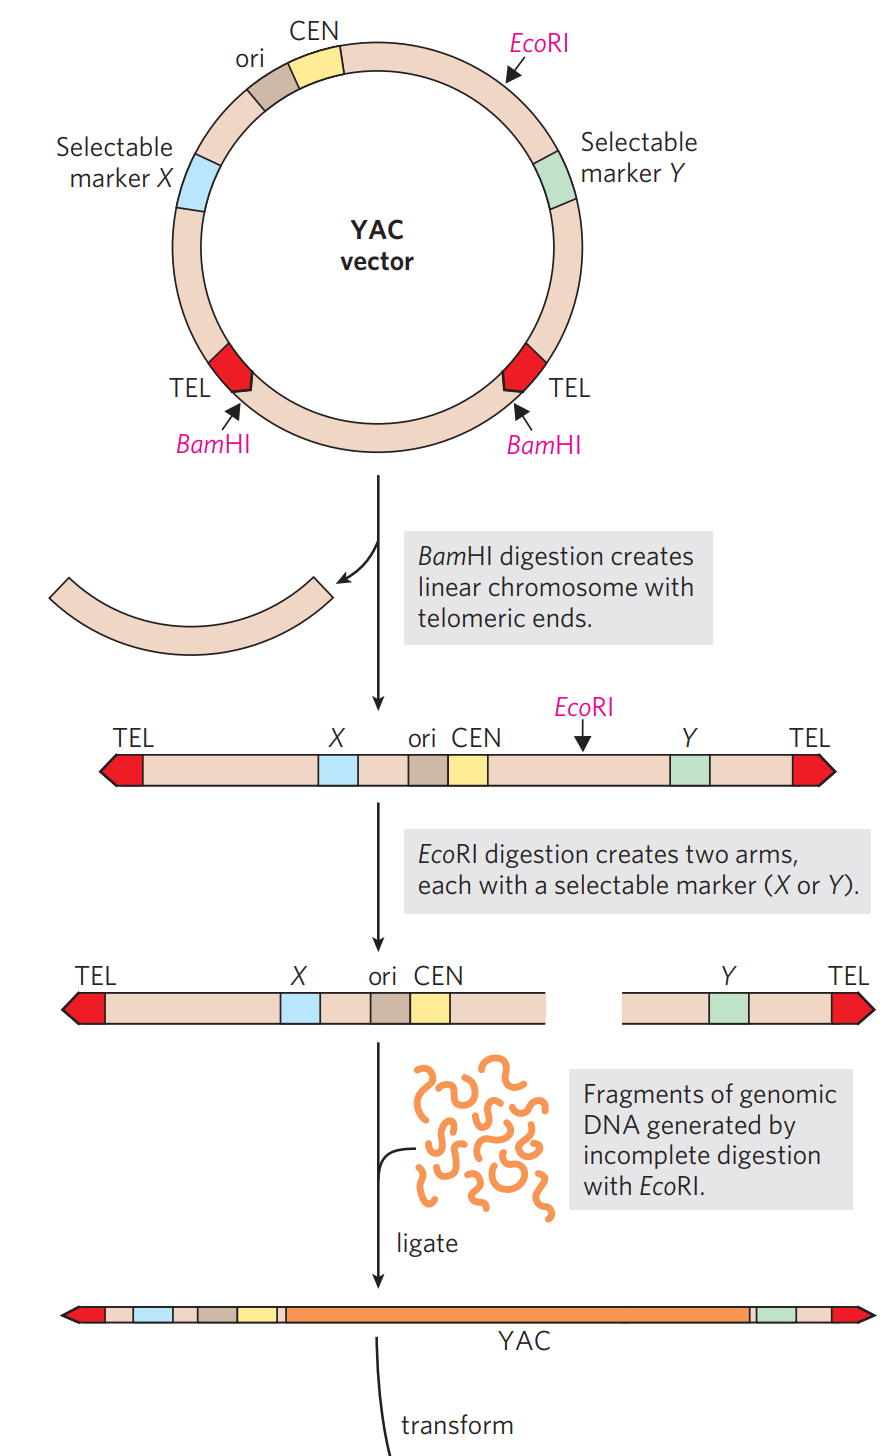 CEN
ori
EcoRI
Selectable
marker X
Selectable
marker Y
YAC
vector
TEL
TEL
BamHI
BamHI
BamHI digestion creates
linear chromosome with
telomeric ends.
EcoRI
TEL X ori CEN Y TEL
EcoRI digestion creates two arms,
each with a selectable marker (X or Y).
TEL X ori CEN Y TEL
Fragments of genomic
DNA generated by
incomplete digestion
with EcoRI.
ligate
YAC
transform